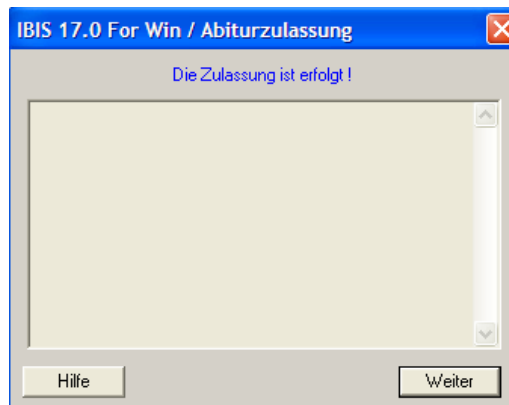 IBIS 17.0 For Win / Abiturzulassung
Die Zulassung ist erfolgt !
Hilfe
Weiter